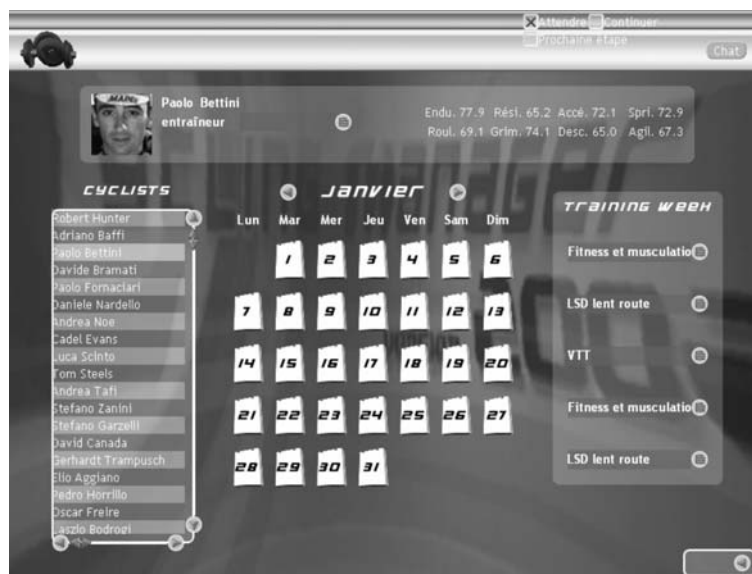 Attendre Continuer
Prochaine étape
Chat
MAPEI
Paolo Bettini
entraîneur
Endu. 77.9 Rési. 65.2 Accé. 72.1 Spri. 72.9
Roul. 69.1 Grim. 74.1 Desc. 65.0 Agil. 67.3
CYCLISTS
Robert Hunter
Adriano Baffi
Paolo Bettini
Davide Bramati
Paolo Fornaciari
Daniele Nardello
Andrea Noe
Cadel Evans
Luca Scinto
Tom Steels
Andrea Tafi
Stefano Zanini
Stefano Garzelli
David Canada
Gerhardt Trampusch
Elio Aggiano
Pedro Horrillo
Oscar Freire
Laszlo Bodrogi
Janvier
Lun Mar Mer Jeu Ven Sam Dim
1 2 3 4 5 6
7 8 9 10 11 12 13
14 15 16 17 18 19 20
21 22 23 24 25 26 27
28 29 30 31
Training Week
Fitness et musculatio
LSD lent route
VTT
Fitness et musculatio
LSD lent route